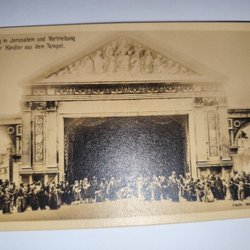 in Jerusalem und Vertreibung
Händler aus dem Tempel.